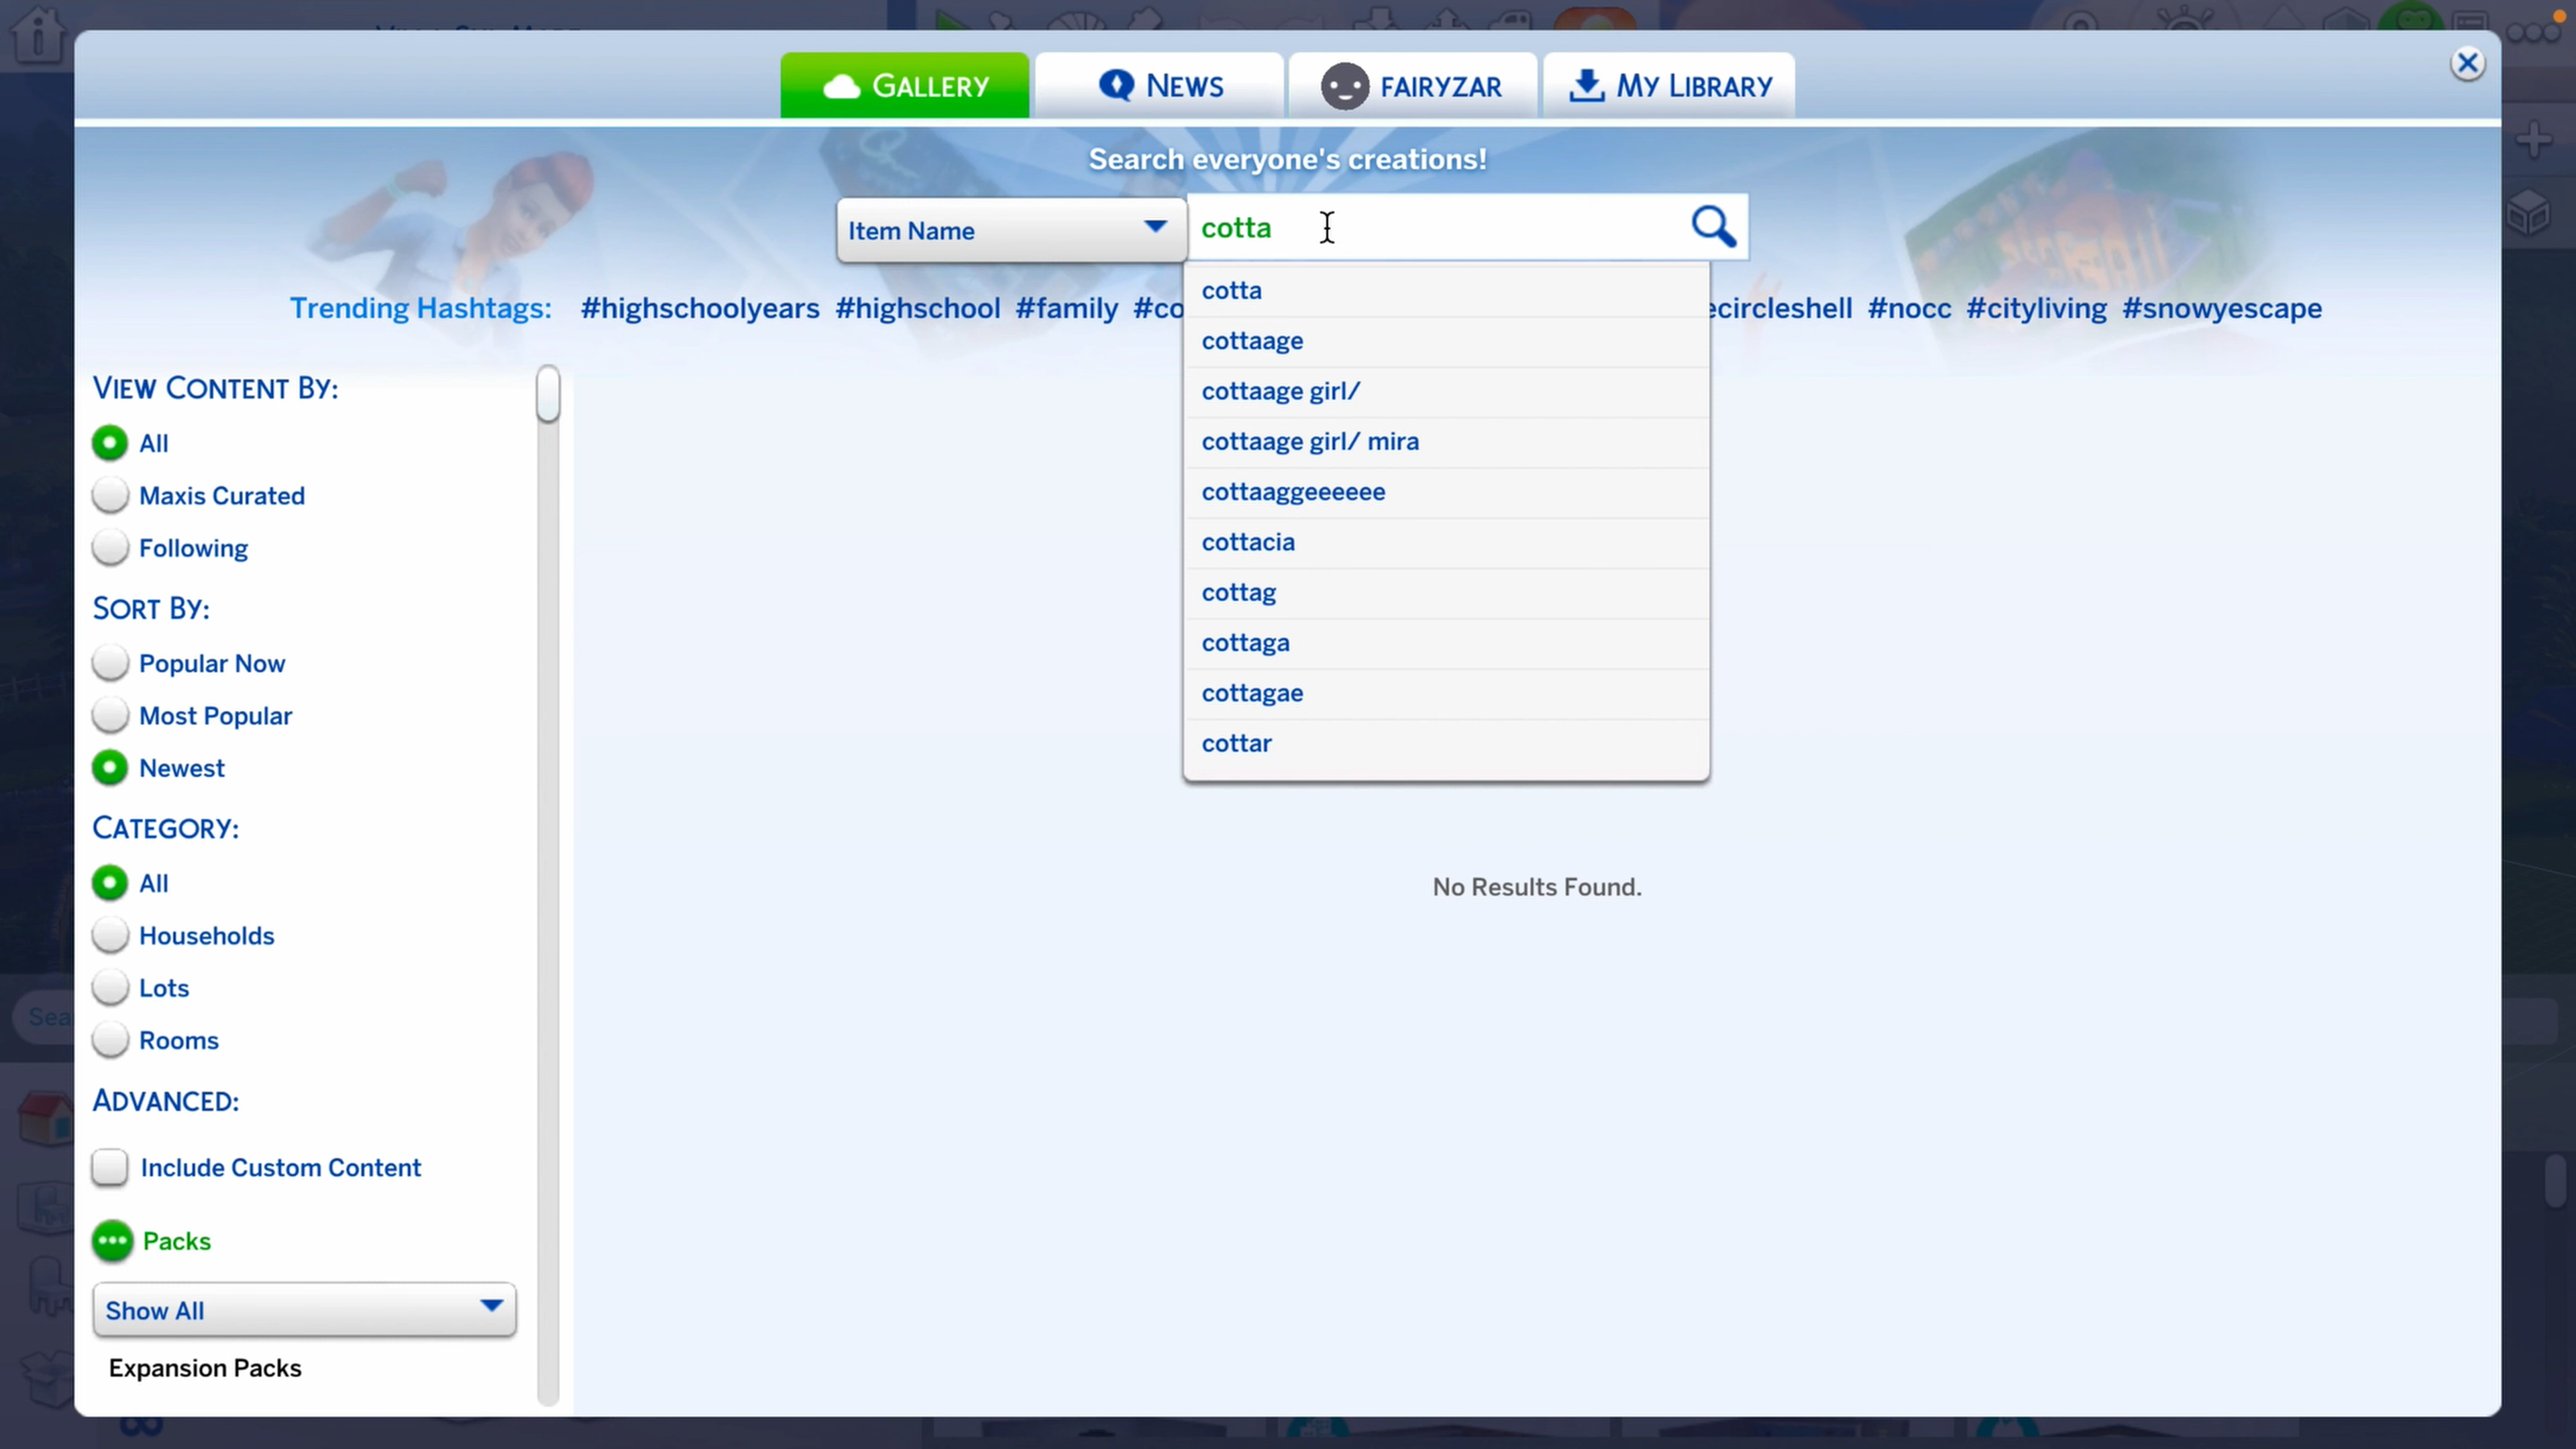 GALLERY
NEWS
FAIRYZAR
MY LIBRARY
Search everyone's creations!
Item Name
cotta
Trending Hashtags: #highschoolyears #highschool #family #co ecircleshell #nocc #cityliving #snowyescape
cotta
cottaage
cottaage girl/
cottaage girl/ mira
cottaaggeeeeee
cottacia
cottag
cottaga
cottagae
cottar
VIEW CONTENT BY:
All
Maxis Curated
Following
SORT BY:
Popular Now
Most Popular
Newest
CATEGORY:
All
Households
Lots
Rooms
ADVANCED:
Include Custom Content
Packs
Show All
Expansion Packs
No Results Found.
Sea